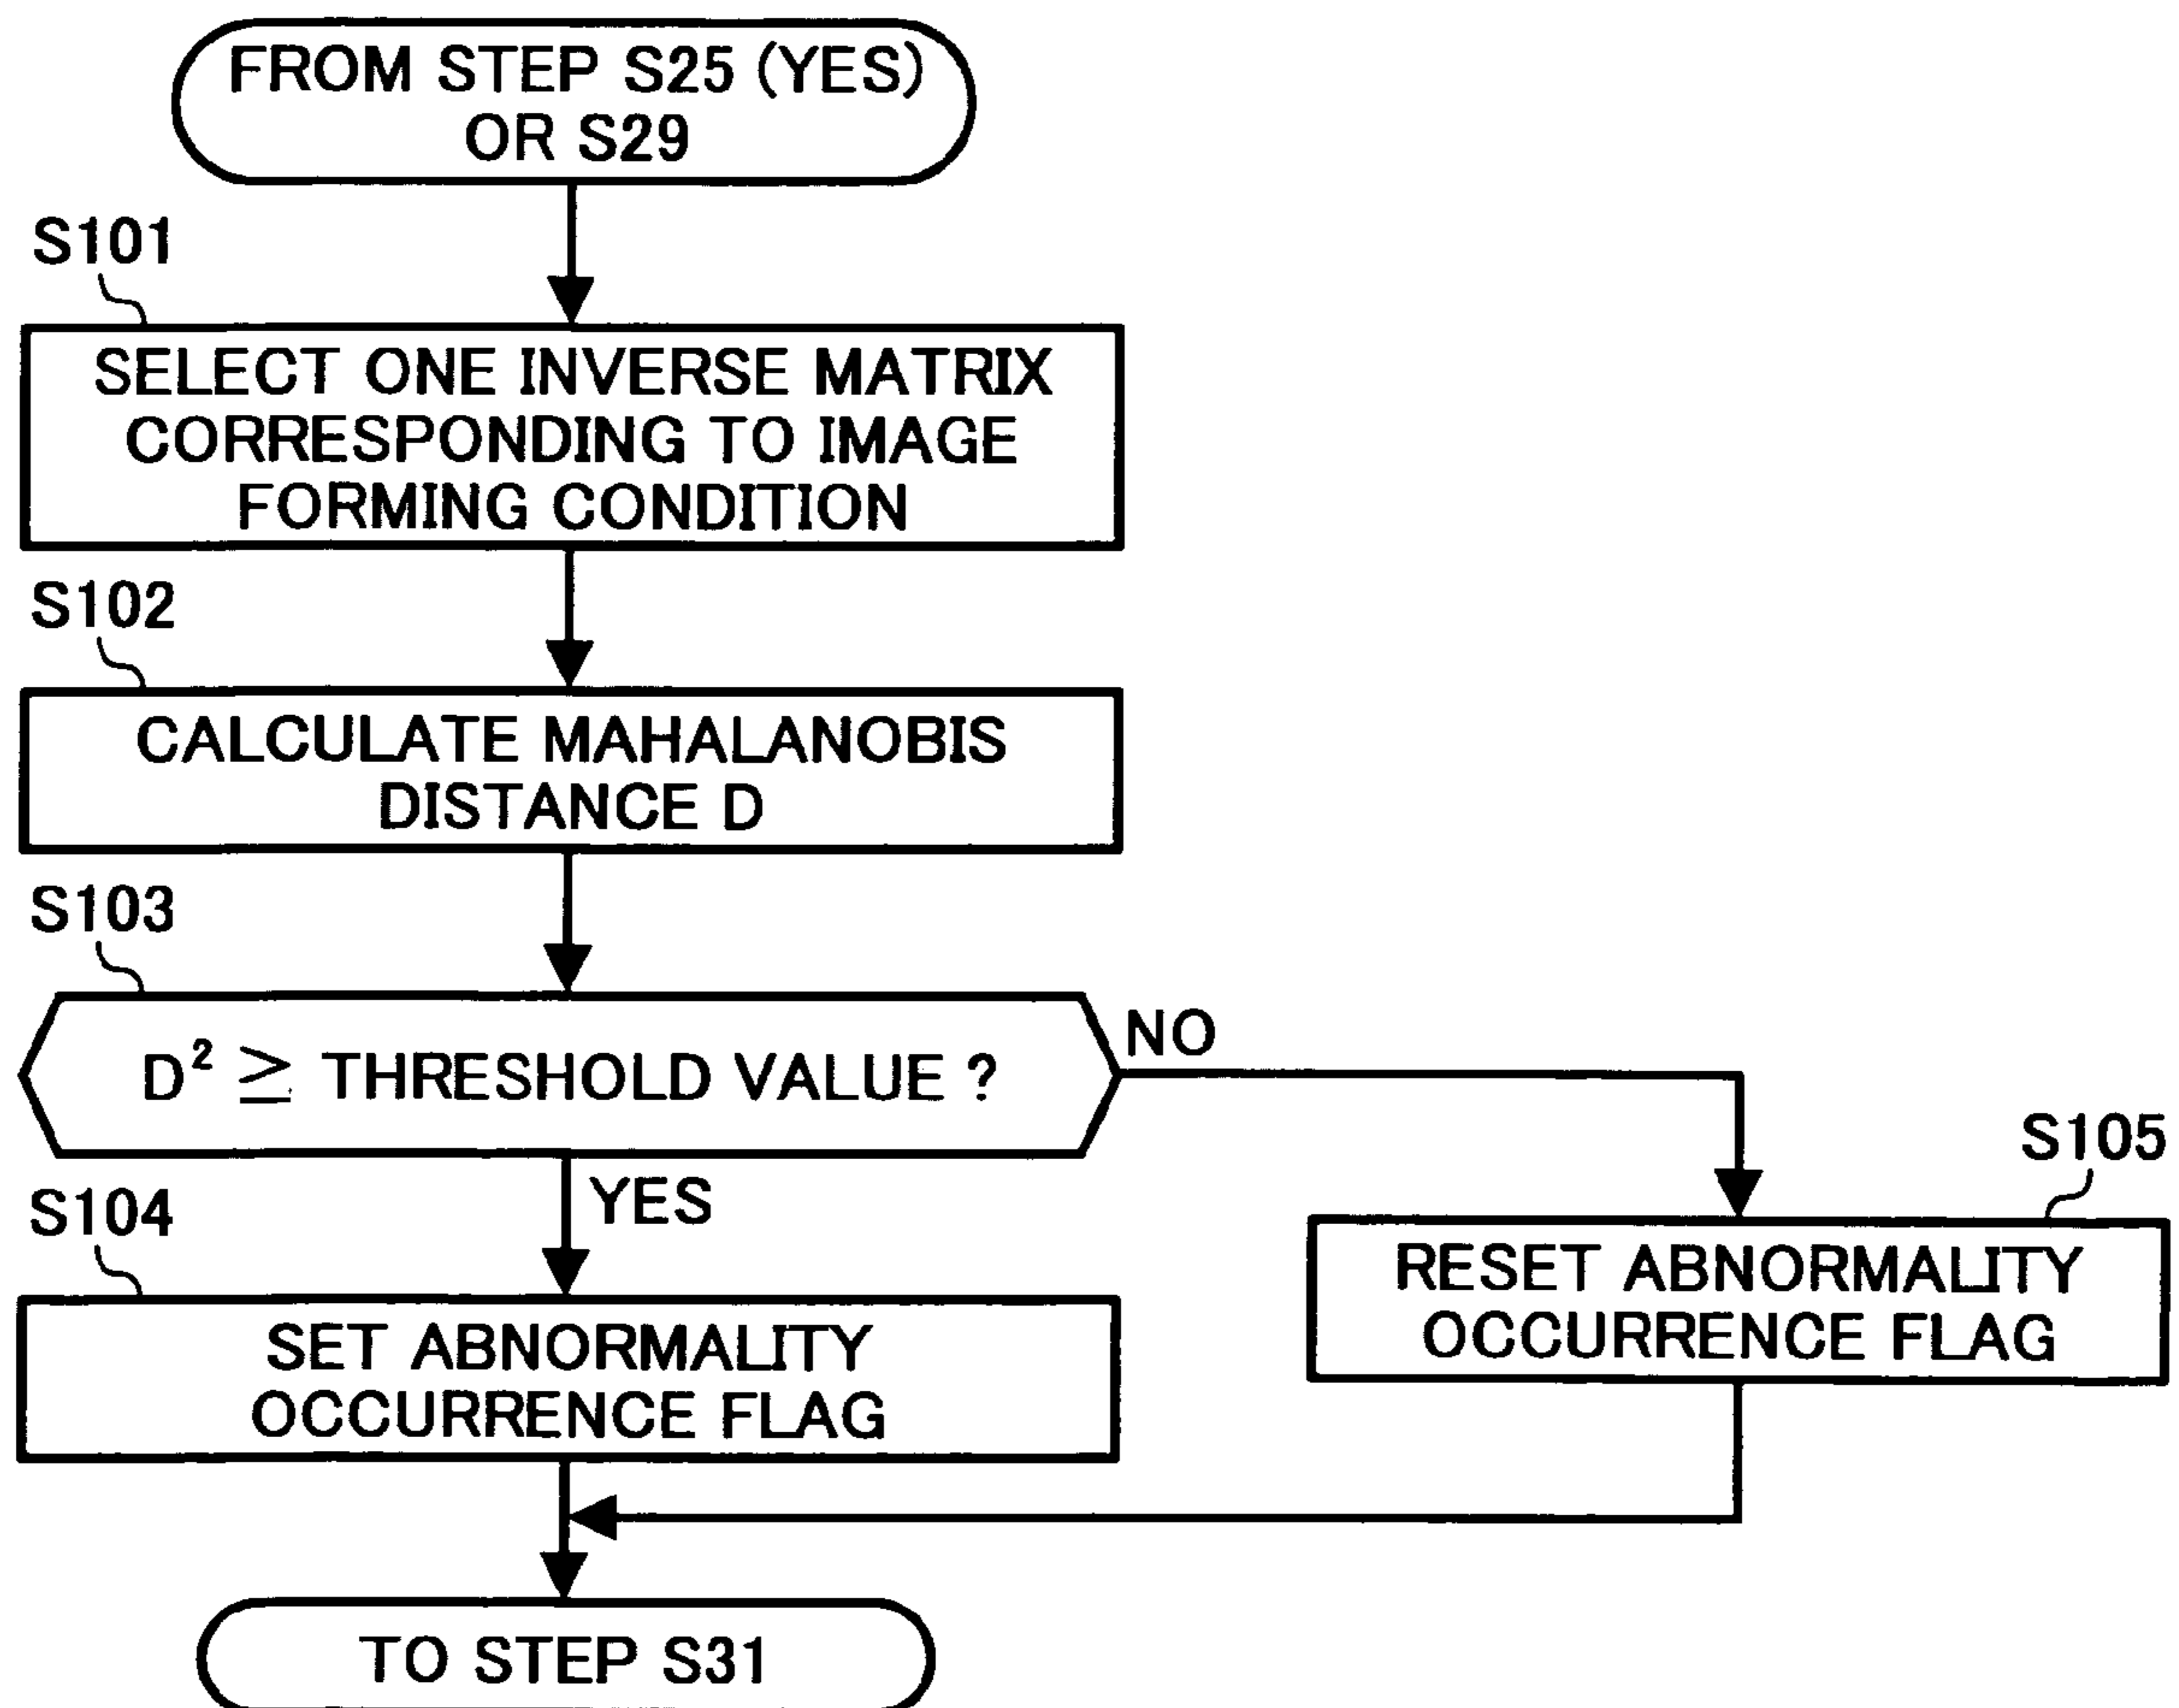 FROM STEP S25 (YES)
OR S29
S101
SELECT ONE INVERSE MATRIX
CORRESPONDING TO IMAGE
FORMING CONDITION
S102
CALCULATE MAHALANOBIS
DISTANCE D
S103
D² ≥ THRESHOLD VALUE ?
NO
YES
S104
SET ABNORMALITY
OCCURRENCE FLAG
S105
RESET ABNORMALITY
OCCURRENCE FLAG
TO STEP S31